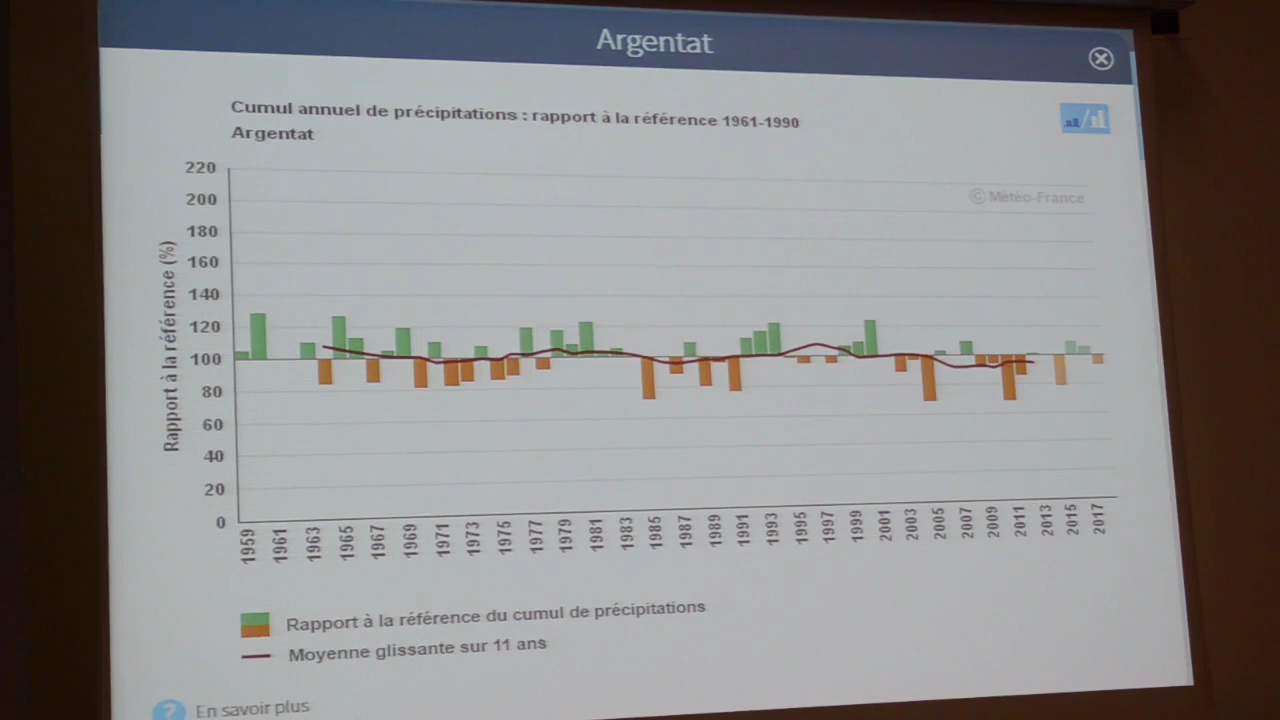 Argentat
Cumul annuel de précipitations : rapport à la référence 1961-1990
Argentat
© Météo-France
Rapport à la référence (%)
220
200
180
160
140
120
100
80
60
40
20
0
1959 1961 1963 1965 1967 1969 1971 1973 1975 1977 1979 1981 1983 1985 1987 1989 1991 1993 1995 1997 1999 2001 2003 2005 2007 2009 2011 2013 2015 2017
Rapport à la référence du cumul de précipitations
Moyenne glissante sur 11 ans
? En savoir plus